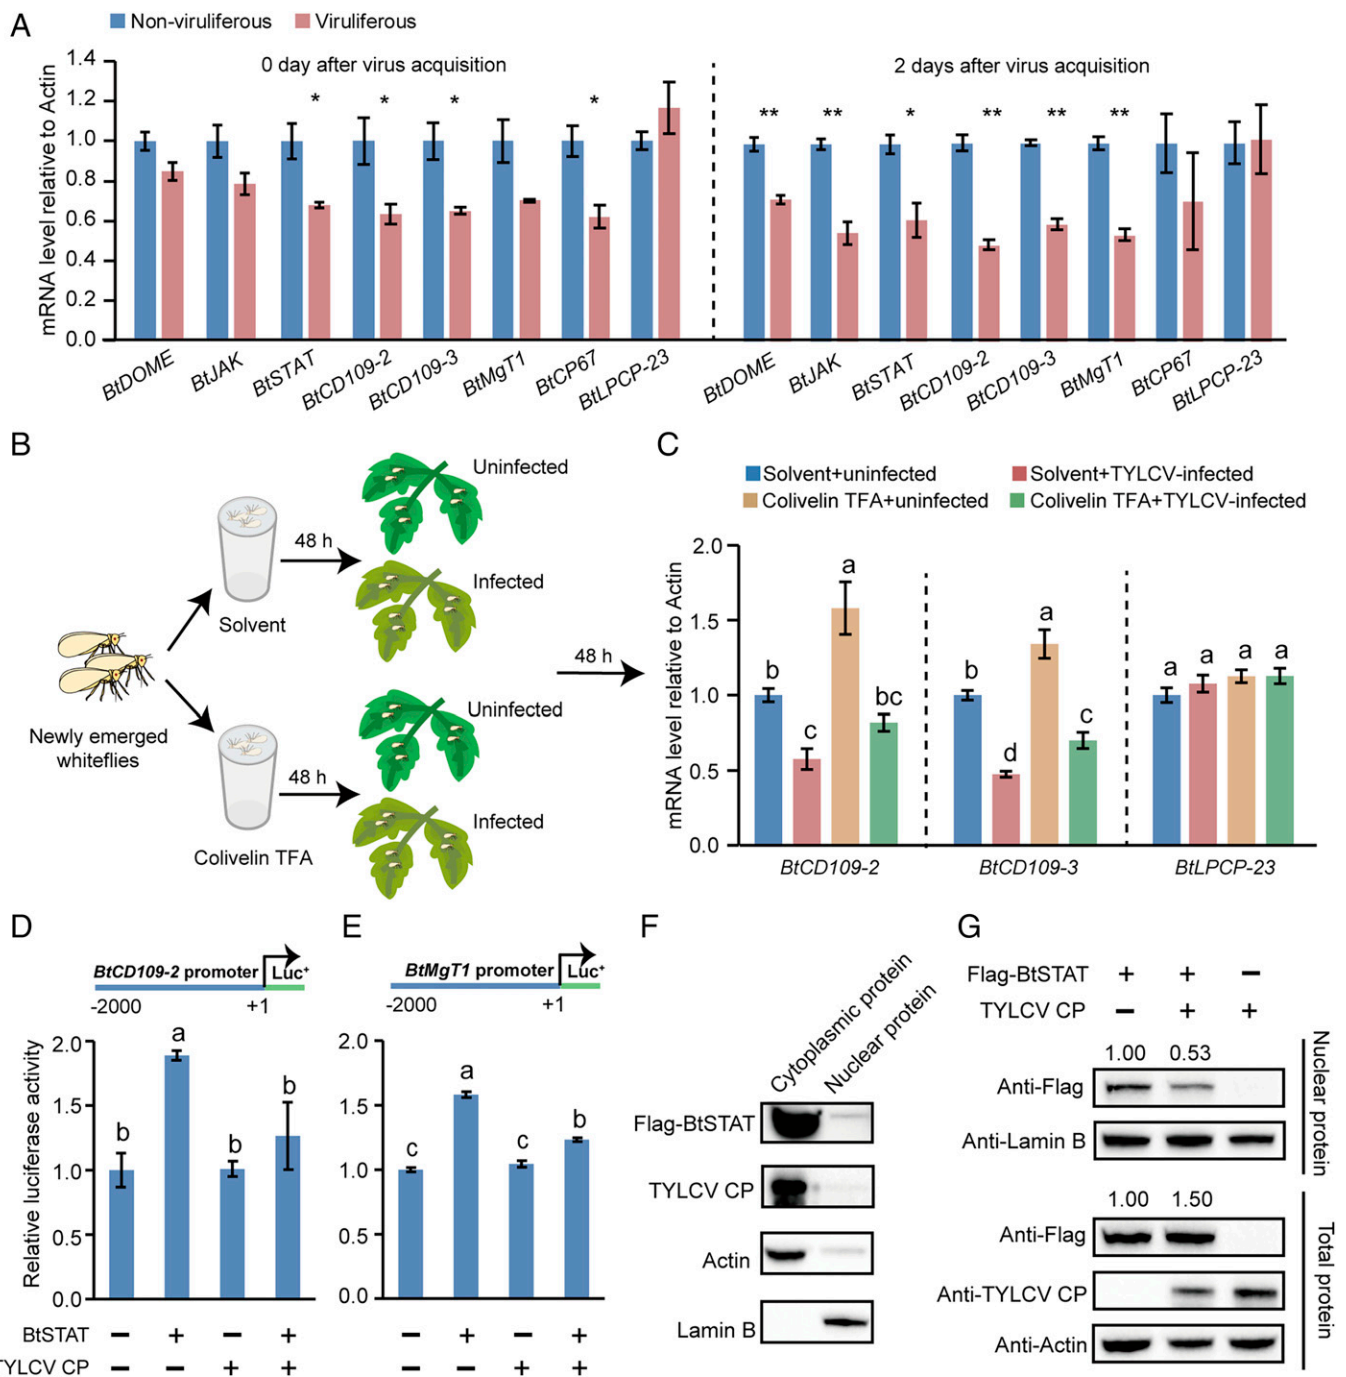 A
Non-viruliferous Viruliferous
0 day after virus acquisition
2 days after virus acquisition
mRNA level relative to Actin
1.4
1.2
1.0
0.8
0.6
0.4
0.2
0.0
* * * *
** ** * ** ** **
BtDOME BtJAK BtSTAT BtCD109-2 BtCD109-3 BtMgT1 BtCP67 BtLPCP-23
BtDOME BtJAK BtSTAT BtCD109-2 BtCD109-3 BtMgT1 BtCP67 BtLPCP-23
B
Uninfected
48 h
Infected
Solvent
48 h
Newly emerged
whiteflies
Uninfected
48 h
Infected
Colivelin TFA
C
Solvent+uninfected Solvent+TYLCV-infected
Colivelin TFA+uninfected Colivelin TFA+TYLCV-infected
mRNA level relative to Actin
2.0
1.5
1.0
0.5
0.0
b c a bc
b d a c
a a a a
BtCD109-2 BtCD109-3 BtLPCP-23
D
BtCD109-2 promoter Luc+
-2000 +1
Relative luciferase activity
2.0
1.5
1.0
0.5
0.0
b a b b
BtSTAT − + − +
TYLCV CP − − + +
E
BtMgT1 promoter Luc+
-2000 +1
2.0
1.5
1.0
0.5
0.0
c a c b
− + − +
− − + +
F
Cytoplasmic protein
Nuclear protein
Flag-BtSTAT
TYLCV CP
Actin
Lamin B
G
Flag-BtSTAT + + −
TYLCV CP − + +
1.00 0.53
Anti-Flag
Anti-Lamin B
Nuclear protein
1.00 1.50
Anti-Flag
Anti-TYLCV CP
Anti-Actin
Total protein